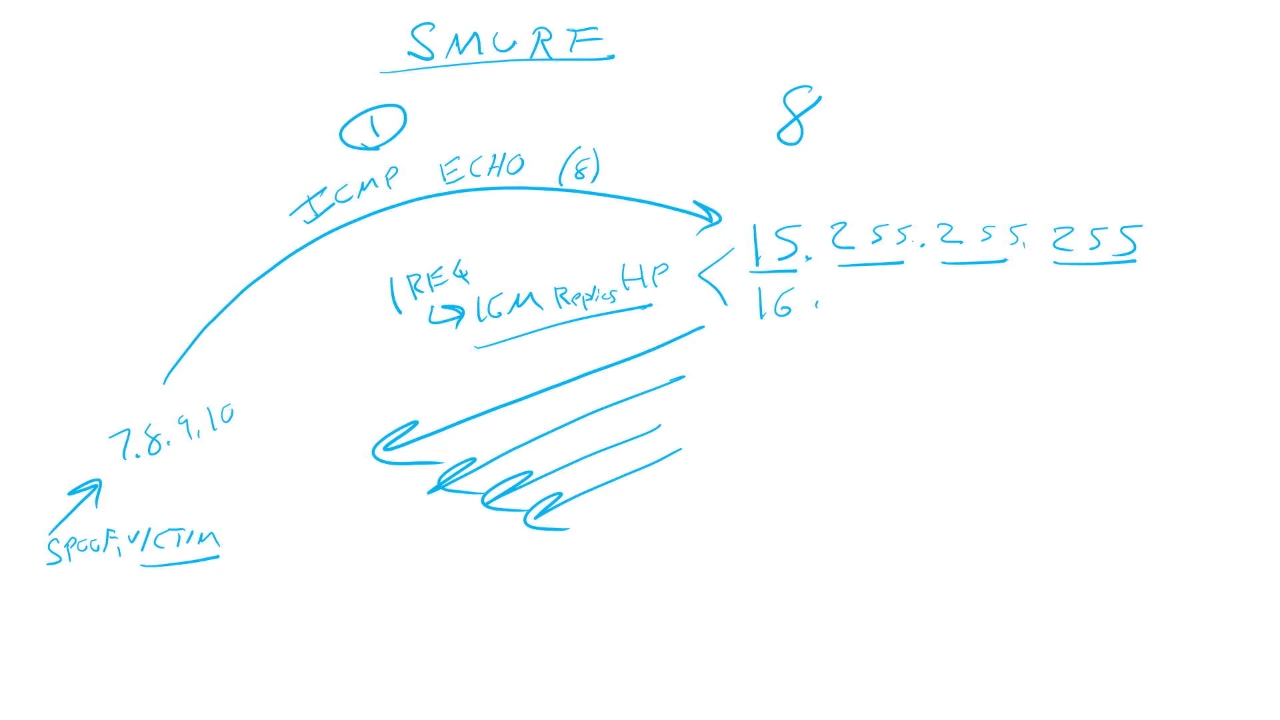 SMURF
1
8
ICMP ECHO (8)
15.255.255.255
1 REQ
HP
16M Replies
16.
7.8.9.10
SPOOF, VICTIM